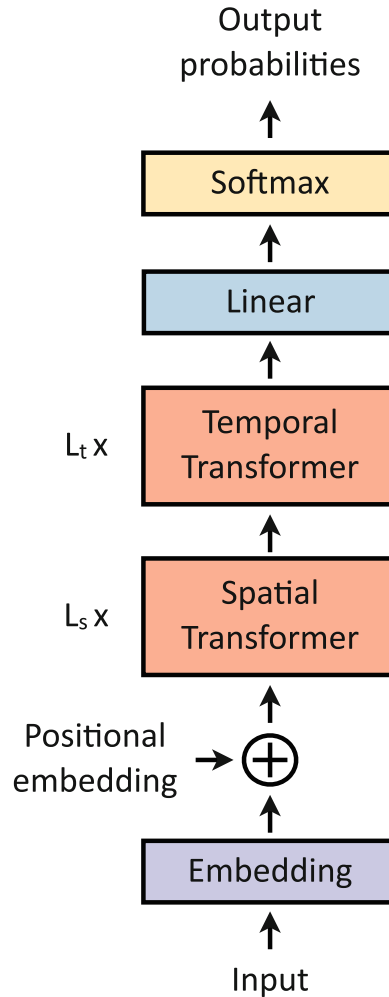 Output
probabilities
Softmax
Linear
Lₜ x
Temporal
Transformer
Lₛ x
Spatial
Transformer
Positional
embedding
Embedding
Input